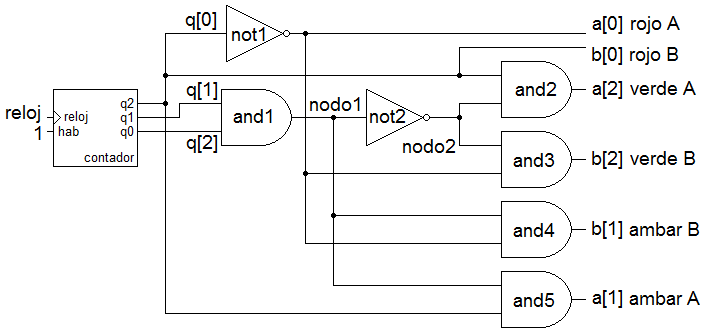 q[0]
not1
a[0] rojo A
b[0] rojo B
q2
q[1]
and2
a[2] verde A
reloj
reloj
q1
and1
nodo1
not2
1
hab
q0
q[2]
nodo2
contador
and3
b[2] verde B
and4
b[1] ambar B
and5
a[1] ambar A